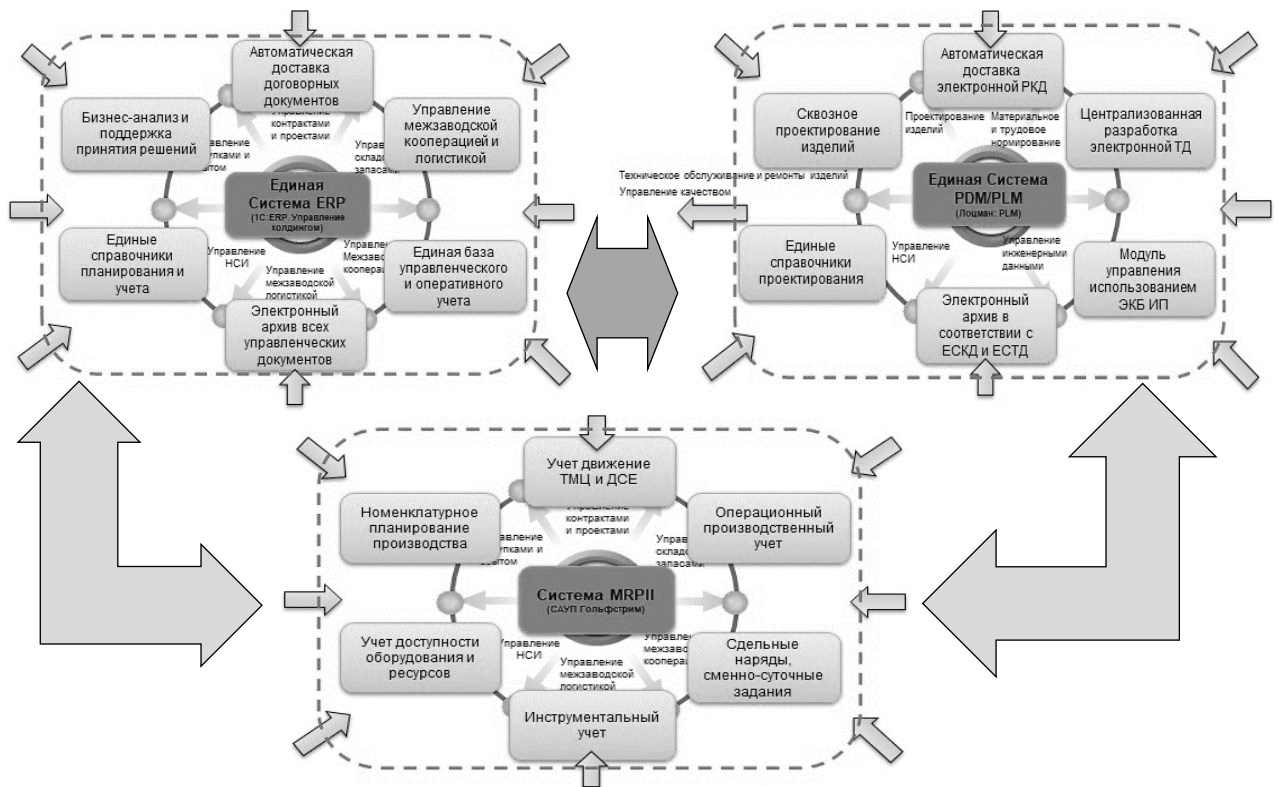 Автоматическая
доставка
договорных
документов
Бизнес-анализ и
поддержка
принятия решений
Управление
контрактами
и проектами
Управление
межзаводской
кооперацией и
логистикой
Единая
Система ERP
(1С:ERP. Управление
холдингом)
Единые
справочники
планирования и
учета
Управление
НСИ
Управление
межзаводской
логистикой
Единая база
управленческого
и оперативного
учета
Электронный
архив всех
управленческих
документов
Автоматическая
доставка
электронной РКД
Сквозное
проектирование
изделий
Проектирование
изделий
Материальное
и трудовое
нормирование
Централизованная
разработка
электронной ТД
Техническое обслуживание и ремонты изделий
Управление качеством
Единая Система
PDM/PLM
(Лоцман: PLM)
Единые
справочники
проектирования
Управление
НСИ
Управление
инженерными
данными
Модуль
управления
использованием
ЭКБ ИП
Электронный
архив в
соответствии с
ЕСКД и ЕСТД
Учет движение
ТМЦ и ДСЕ
Номенклатурное
планирование
производства
контрактами
и проектами
Операционный
производственный
учет
Система MRPII
(САУП Гольфстрим)
Учет доступности
оборудования и
ресурсов
Управление
НСИ
Управление
межзаводской
логистикой
Сдельные
наряды,
сменно-суточные
задания
Инструментальный
учет